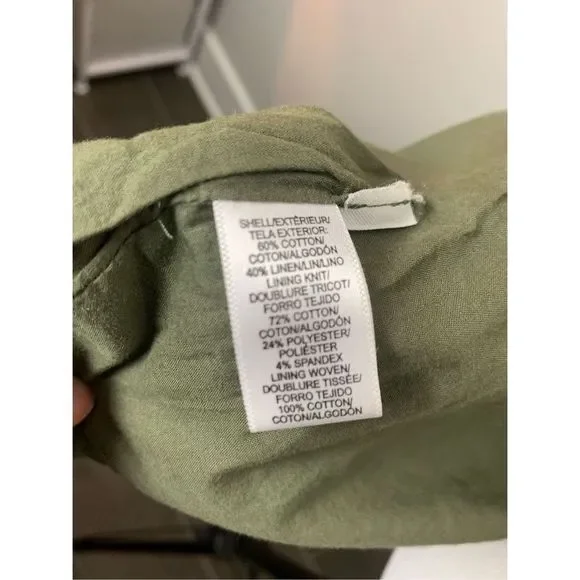 SHELL/EXTÉRIEUR/
TELA EXTERIOR:
60% COTTON/
COTON/ALGODÓN
40% LINEN/LIN/LINO
LINING KNIT/
DOUBLURE TRICOT/
FORRO TEJIDO
72% COTTON/
COTON/ALGODÓN
24% POLYESTER/
POLIÉSTER
4% SPANDEX
LINING WOVEN/
DOUBLURE TISSÉE/
FORRO TEJIDO
100% COTTON/
COTON/ALGODÓN